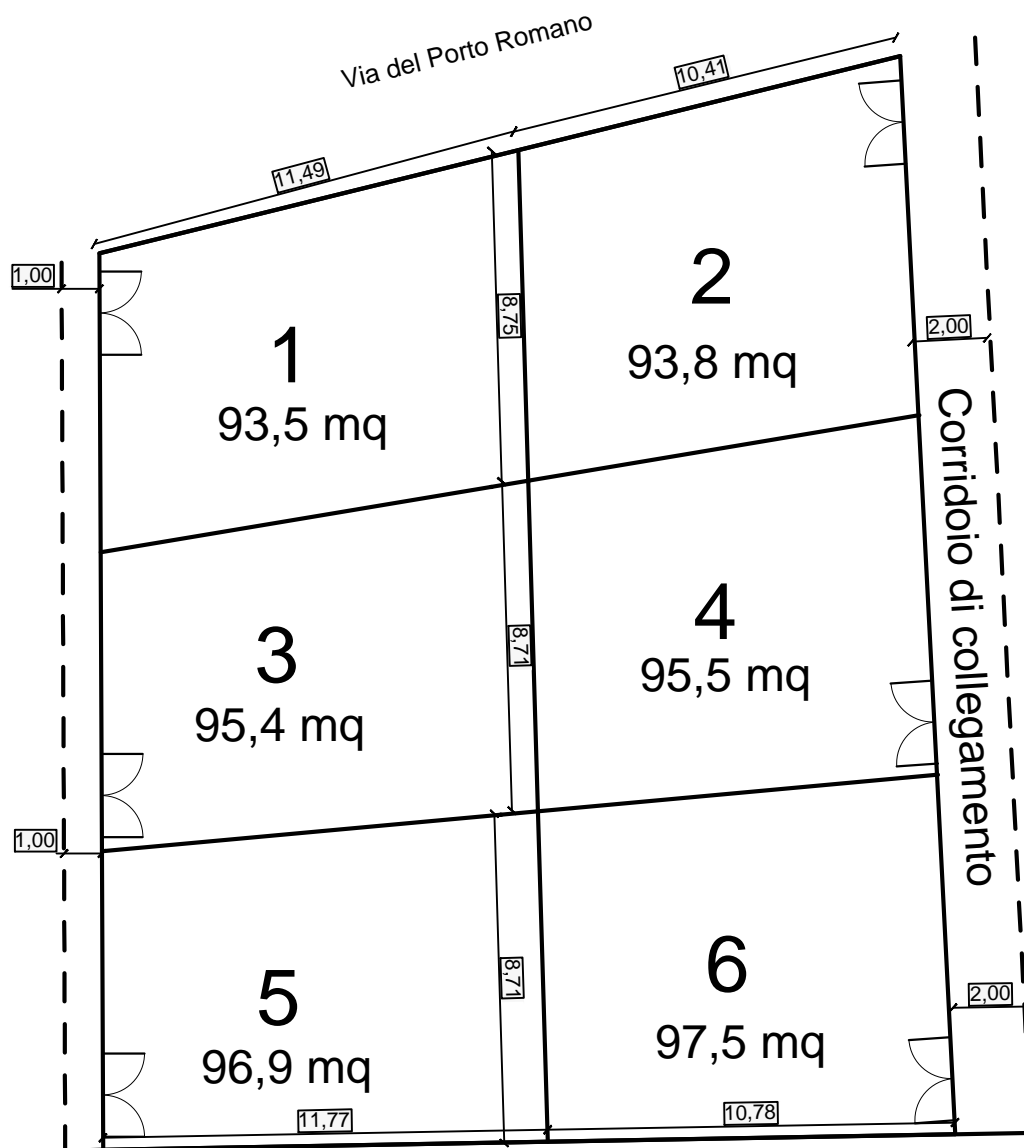 Via del Porto Romano
10,41
11,49
1,00
8,75
2
93,8 mq
2,00
1
93,5 mq
Corridoio di collegamento
3
95,4 mq
8,71
4
95,5 mq
1,00
5
96,9 mq
8,71
6
97,5 mq
2,00
11,77
10,78